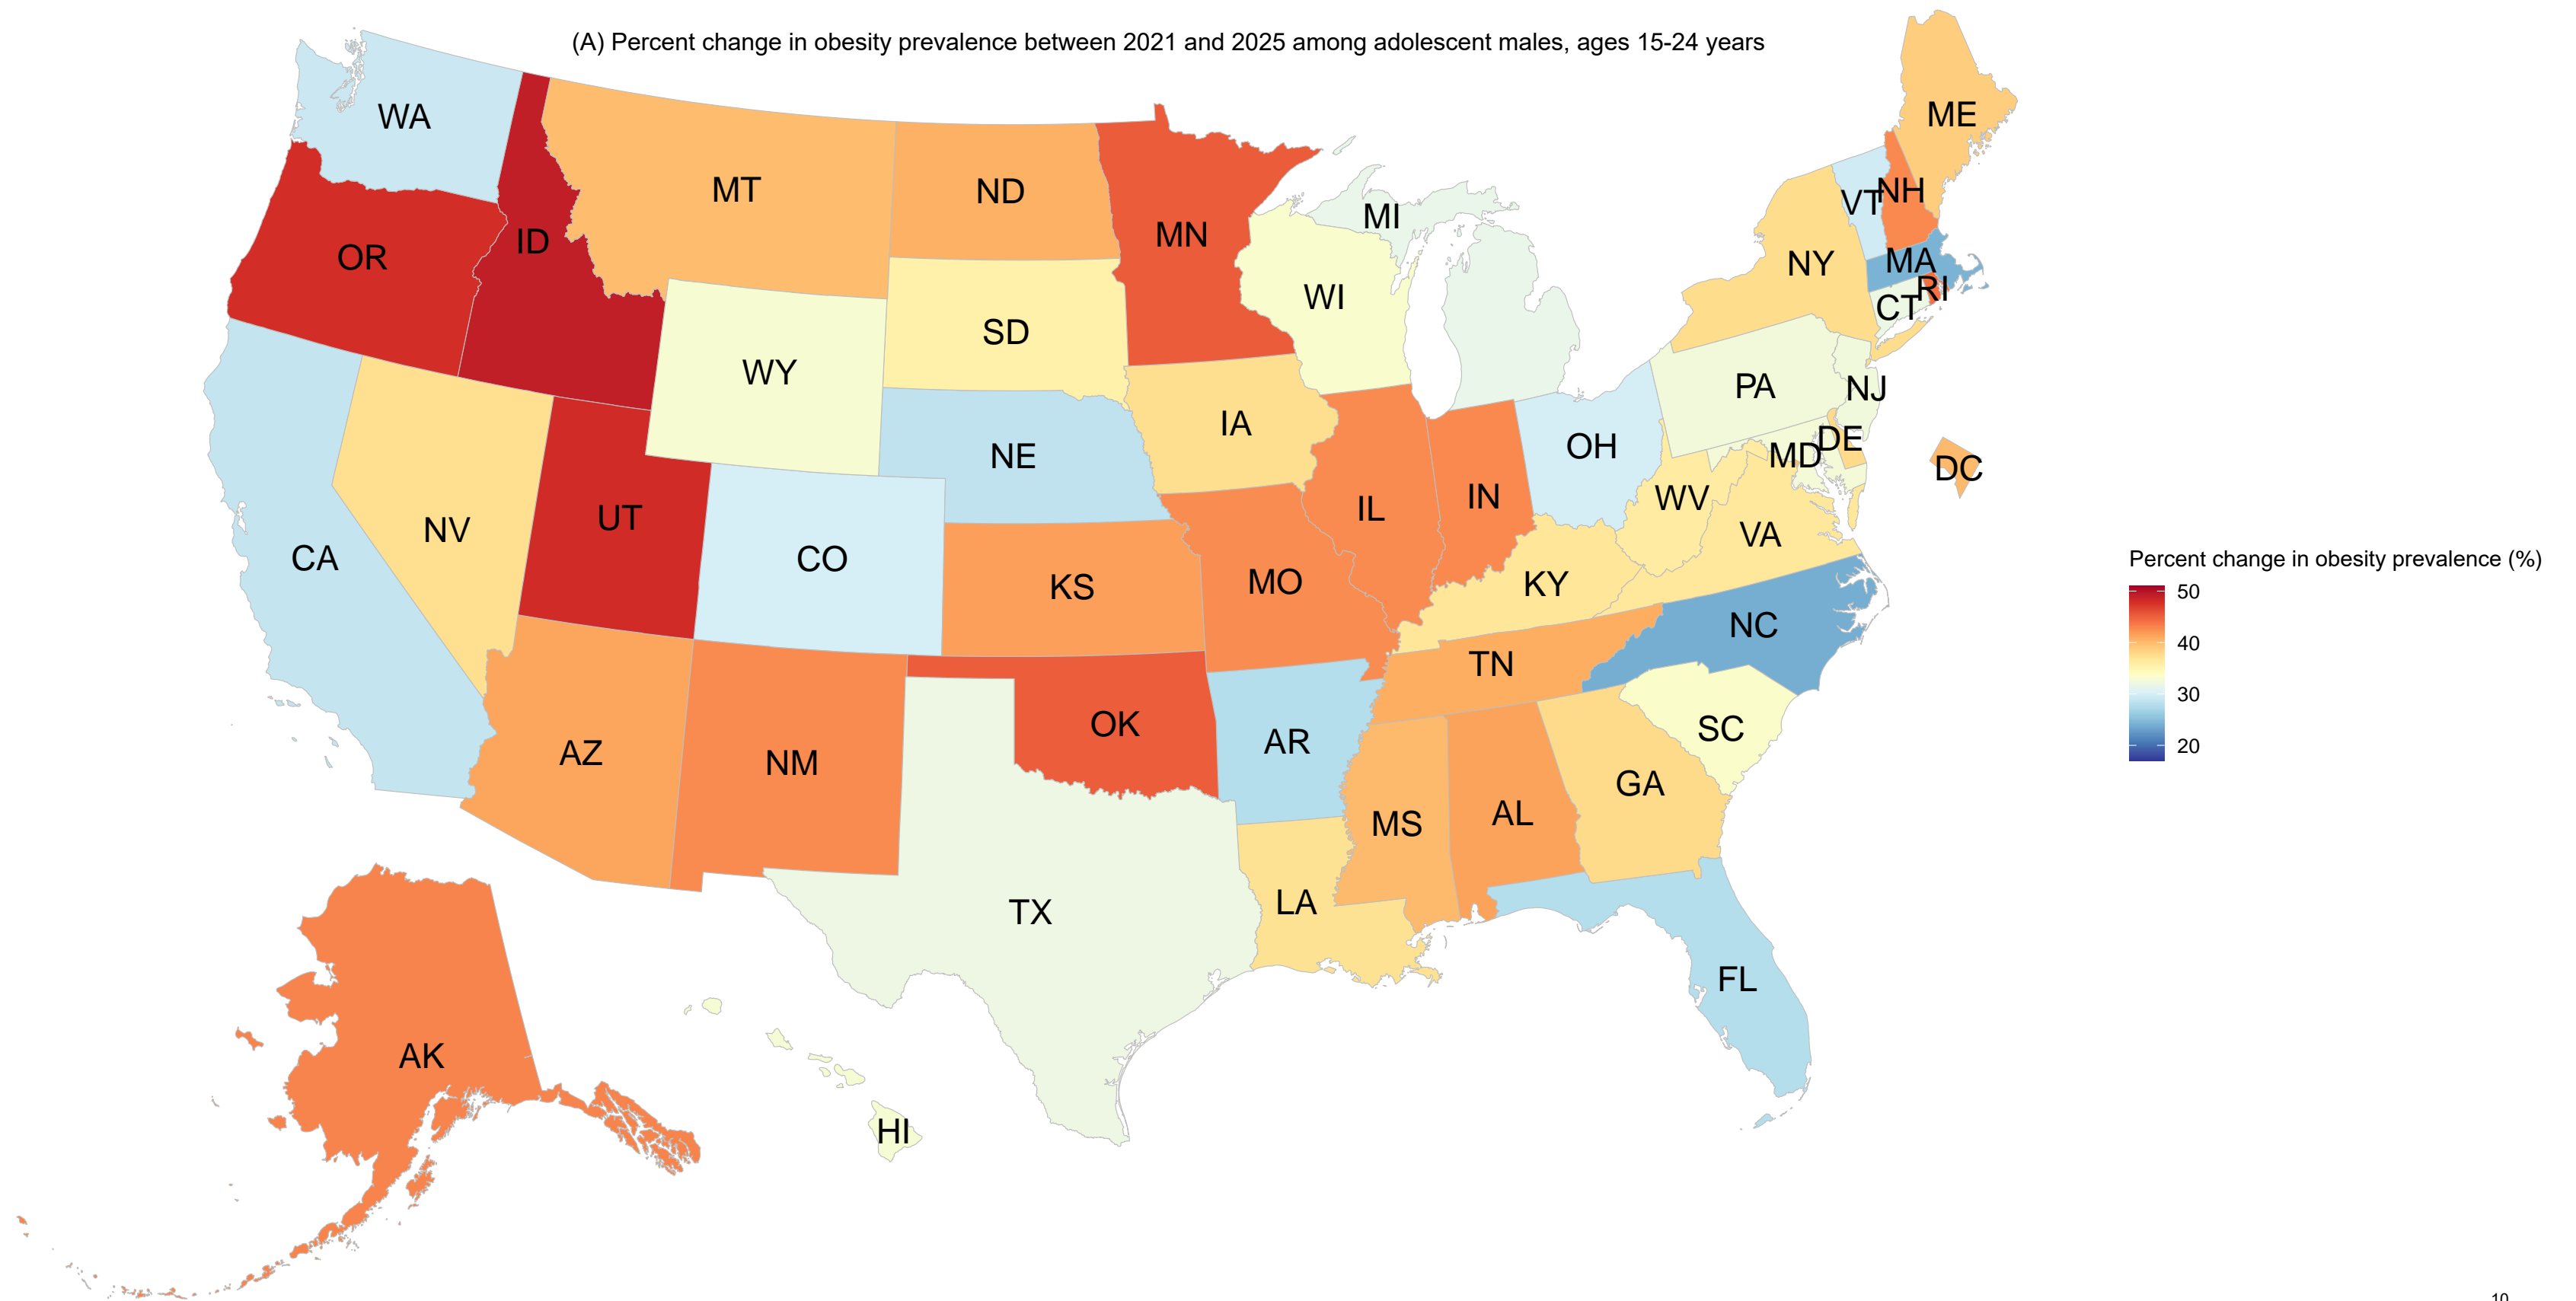 (A) Percent change in obesity prevalence between 2021 and 2025 among adolescent males, ages 15-24 years
WA
ME
MT
ND
NH
VT
MI
MN
OR
ID
MA
NY
RI
WI
CT
SD
WY
PA
NJ
IA
DE
OH
MD
NE
DC
IN
WV
IL
UT
NV
VA
CA
CO
Percent change in obesity prevalence (%)
MO
KY
KS
50
NC
40
TN
30
OK
SC
AR
20
AZ
NM
GA
AL
MS
LA
TX
FL
AK
HI
10